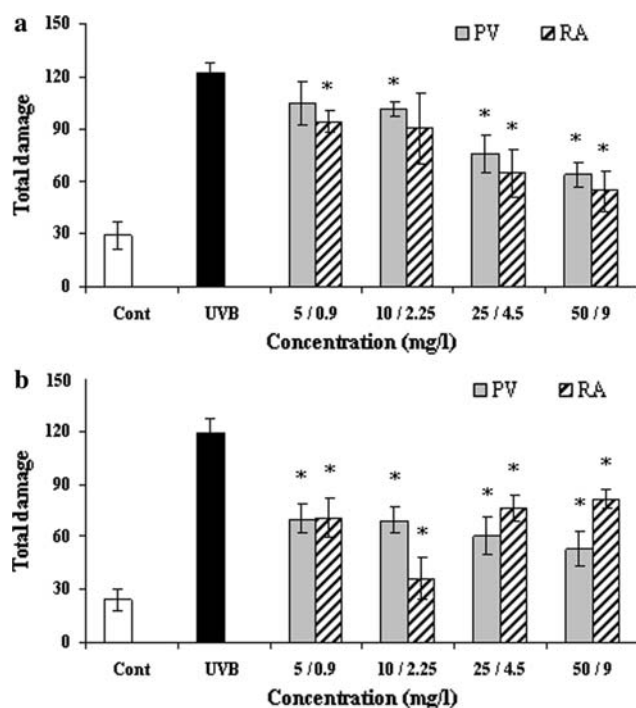 a
150
PV RA
120
* * * * * *
90
Total damage
60
30
0
Cont UVB 5 / 0.9 10 / 2.25 25 / 4.5 50 / 9
Concentration (mg/l)
b
150
PV RA
120
* * * * * * * *
90
Total damage
60
30
0
Cont UVB 5 / 0.9 10 / 2.25 25 / 4.5 50 / 9
Concentration (mg/l)